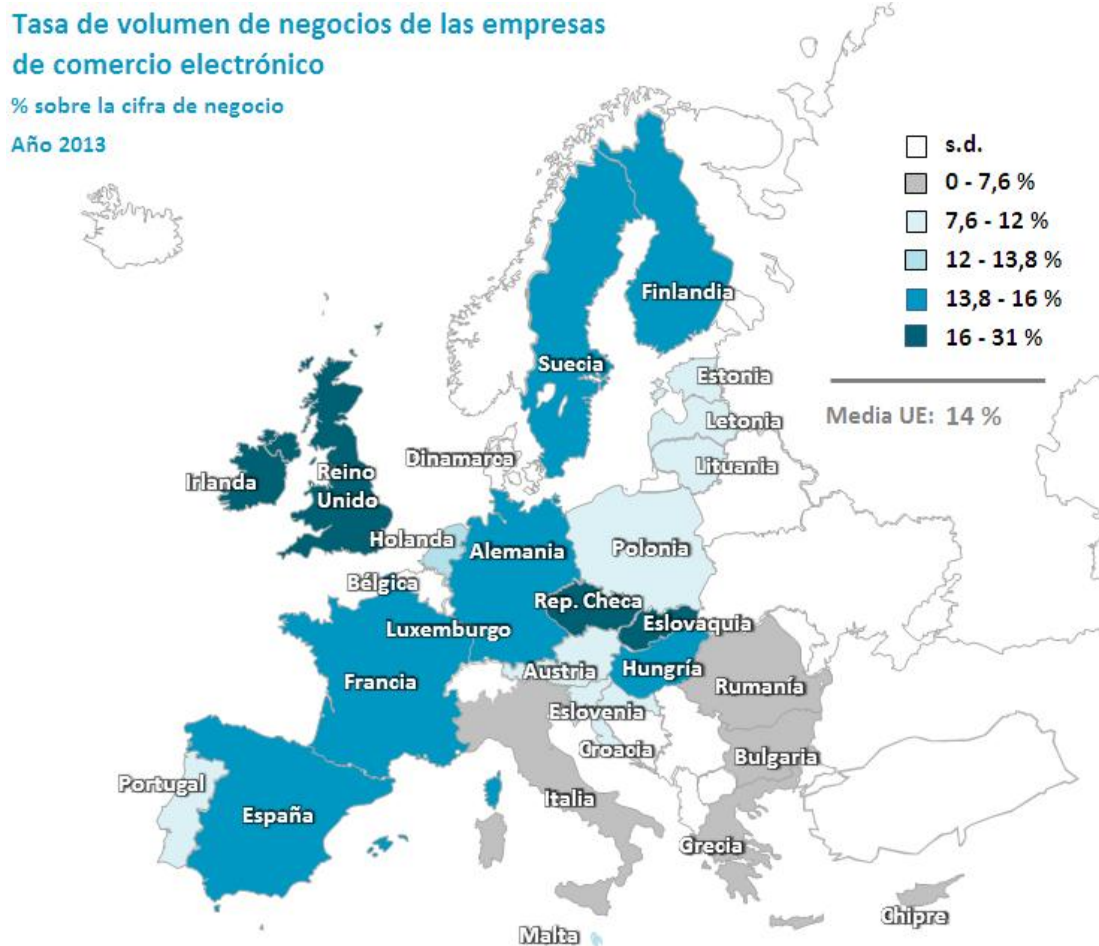 Tasa de volumen de negocios de las empresas
de comercio electrónico
% sobre la cifra de negocio
Año 2013
s.d.
0 - 7,6 %
7,6 - 12 %
12 - 13,8 %
13,8 - 16 %
16 - 31 %
Media UE: 14 %
Finlandia
Suecia
Estonia
Letonia
Dinamarca
Lituania
Irlanda
Reino
Unido
Holanda
Alemania
Polonia
Bélgica
Rep. Checa
Eslovaquia
Luxemburgo
Francia
Austria
Hungría
Rumanía
Eslovenia
Croacia
Bulgaria
Portugal
España
Italia
Grecia
Chipre
Malta